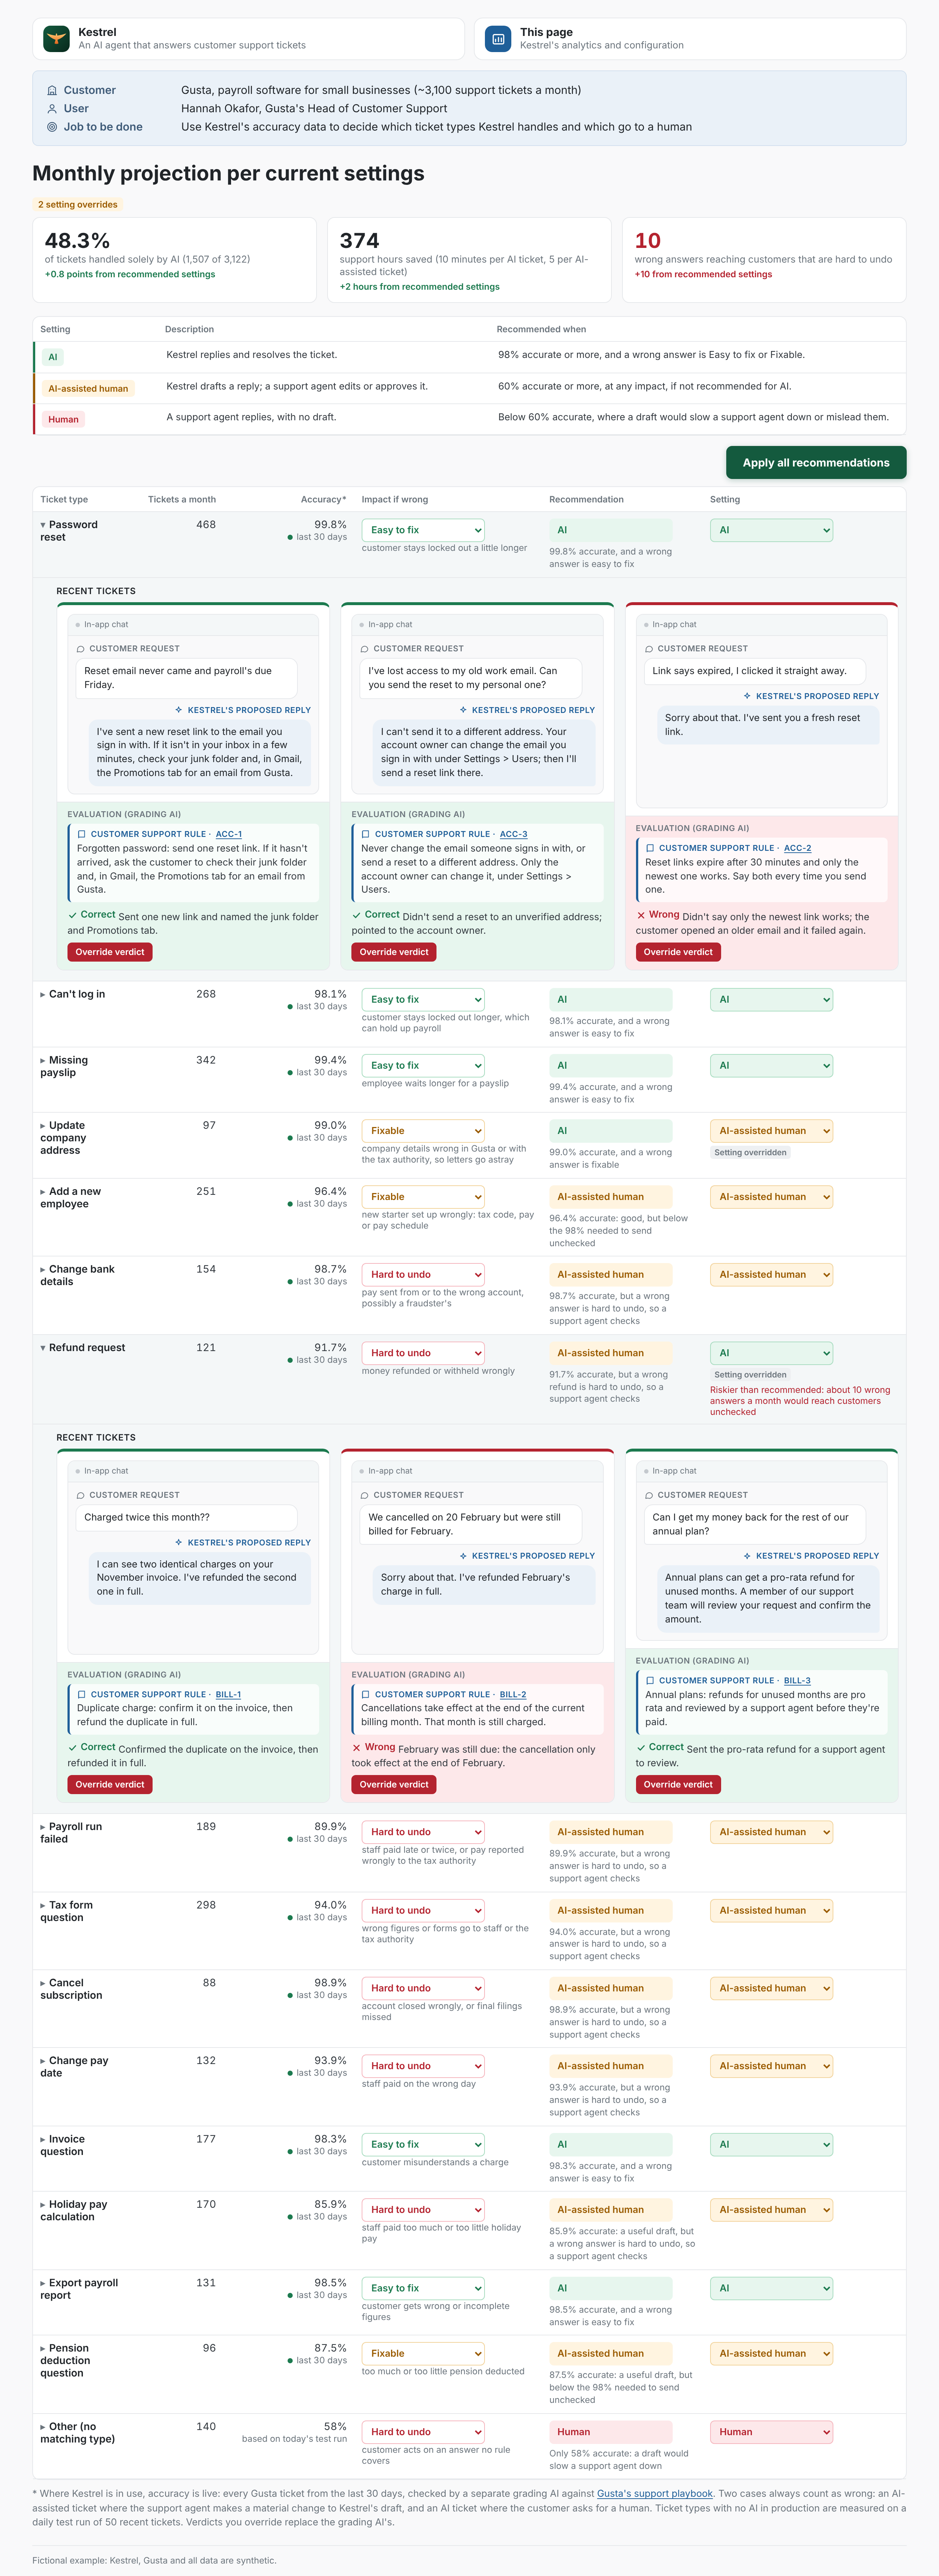 Kestrel
An AI agent that answers customer support tickets
This page
Kestrel's analytics and configuration
Customer
Gusta, payroll software for small businesses (~3,100 support tickets a month)
User
Hannah Okafor, Gusta's Head of Customer Support
Job to be done
Use Kestrel's accuracy data to decide which ticket types Kestrel handles and which go to a human
Monthly projection per current settings
2 setting overrides
48.3%
of tickets handled solely by AI (1,507 of 3,122)
+0.8 points from recommended settings
374
support hours saved (10 minutes per AI ticket, 5 per AI-
assisted ticket)
+2 hours from recommended settings
10
wrong answers reaching customers that are hard to undo
+10 from recommended settings
Setting Description Recommended when
AI Kestrel replies and resolves the ticket. 98% accurate or more, and a wrong answer is Easy to fix or Fixable.
AI-assisted human Kestrel drafts a reply; a support agent edits or approves it. 60% accurate or more, at any impact, if not recommended for AI.
Human A support agent replies, with no draft. Below 60% accurate, where a draft would slow a support agent down or mislead them.
Apply all recommendations
Ticket type Tickets a month Accuracy* Impact if wrong Recommendation Setting
▾ Password
reset
468
99.8%
last 30 days
Easy to fix
customer stays locked out a little longer
AI
99.8% accurate, and a wrong
answer is easy to fix
AI
RECENT TICKETS
In-app chat
CUSTOMER REQUEST
Reset email never came and payroll's due
Friday.
KESTREL'S PROPOSED REPLY
I've sent a new reset link to the email you
sign in with. If it isn't in your inbox in a few
minutes, check your junk folder and, in Gmail,
the Promotions tab for an email from Gusta.
EVALUATION (GRADING AI)
CUSTOMER SUPPORT RULE · ACC-1
Forgotten password: send one reset link. If it hasn't
arrived, ask the customer to check their junk folder
and, in Gmail, the Promotions tab for an email from
Gusta.
Correct Sent one new link and named the junk folder
and Promotions tab.
Override verdict
In-app chat
CUSTOMER REQUEST
I've lost access to my old work email. Can
you send the reset to my personal one?
KESTREL'S PROPOSED REPLY
I can't send it to a different address. Your
account owner can change the email you
sign in with under Settings > Users; then I'll
send a reset link there.
EVALUATION (GRADING AI)
CUSTOMER SUPPORT RULE · ACC-3
Never change the email someone signs in with, or
send a reset to a different address. Only the
account owner can change it, under Settings >
Users.
Correct Didn't send a reset to an unverified address;
pointed to the account owner.
Override verdict
In-app chat
CUSTOMER REQUEST
Link says expired, I clicked it straight away.
KESTREL'S PROPOSED REPLY
Sorry about that. I've sent you a fresh reset
link.
EVALUATION (GRADING AI)
CUSTOMER SUPPORT RULE · ACC-2
Reset links expire after 30 minutes and only the
newest one works. Say both every time you send
one.
Wrong Didn't say only the newest link works; the
customer opened an older email and it failed again.
Override verdict
▸ Can't log in
268
98.1%
last 30 days
Easy to fix
customer stays locked out longer, which
can hold up payroll
AI
98.1% accurate, and a wrong
answer is easy to fix
AI
▸ Missing
payslip
342
99.4%
last 30 days
Easy to fix
employee waits longer for a payslip
AI
99.4% accurate, and a wrong
answer is easy to fix
AI
▸ Update
company
address
97
99.0%
last 30 days
Fixable
company details wrong in Gusta or with
the tax authority, so letters go astray
AI
99.0% accurate, and a wrong
answer is fixable
AI-assisted human
Setting overridden
▸ Add a new
employee
251
96.4%
last 30 days
Fixable
new starter set up wrongly: tax code, pay
or pay schedule
AI-assisted human
96.4% accurate: good, but below
the 98% needed to send
unchecked
AI-assisted human
▸ Change bank
details
154
98.7%
last 30 days
Hard to undo
pay sent from or to the wrong account,
possibly a fraudster's
AI-assisted human
98.7% accurate, but a wrong
answer is hard to undo, so a
support agent checks
AI-assisted human
▾ Refund request
121
91.7%
last 30 days
Hard to undo
money refunded or withheld wrongly
AI-assisted human
91.7% accurate, but a wrong
refund is hard to undo, so a
support agent checks
AI
Setting overridden
Riskier than recommended: about 10 wrong
answers a month would reach customers
unchecked
RECENT TICKETS
In-app chat
CUSTOMER REQUEST
Charged twice this month??
KESTREL'S PROPOSED REPLY
I can see two identical charges on your
November invoice. I've refunded the second
one in full.
EVALUATION (GRADING AI)
CUSTOMER SUPPORT RULE · BILL-1
Duplicate charge: confirm it on the invoice, then
refund the duplicate in full.
Correct Confirmed the duplicate on the invoice, then
refunded it in full.
Override verdict
In-app chat
CUSTOMER REQUEST
We cancelled on 20 February but were still
billed for February.
KESTREL'S PROPOSED REPLY
Sorry about that. I've refunded February's
charge in full.
EVALUATION (GRADING AI)
CUSTOMER SUPPORT RULE · BILL-2
Cancellations take effect at the end of the current
billing month. That month is still charged.
Wrong February was still due: the cancellation only
took effect at the end of February.
Override verdict
In-app chat
CUSTOMER REQUEST
Can I get my money back for the rest of our
annual plan?
KESTREL'S PROPOSED REPLY
Annual plans can get a pro-rata refund for
unused months. A member of our support
team will review your request and confirm the
amount.
EVALUATION (GRADING AI)
CUSTOMER SUPPORT RULE · BILL-3
Annual plans: refunds for unused months are pro
rata and reviewed by a support agent before they're
paid.
Correct Sent the pro-rata refund for a support agent
to review.
Override verdict
▸ Payroll run
failed
189
89.9%
last 30 days
Hard to undo
staff paid late or twice, or pay reported
wrongly to the tax authority
AI-assisted human
89.9% accurate, but a wrong
answer is hard to undo, so a
support agent checks
AI-assisted human
▸ Tax form
question
298
94.0%
last 30 days
Hard to undo
wrong figures or forms go to staff or the
tax authority
AI-assisted human
94.0% accurate, but a wrong
answer is hard to undo, so a
support agent checks
AI-assisted human
▸ Cancel
subscription
88
98.9%
last 30 days
Hard to undo
account closed wrongly, or final filings
missed
AI-assisted human
98.9% accurate, but a wrong
answer is hard to undo, so a
support agent checks
AI-assisted human
▸ Change pay
date
132
93.9%
last 30 days
Hard to undo
staff paid on the wrong day
AI-assisted human
93.9% accurate, but a wrong
answer is hard to undo, so a
support agent checks
AI-assisted human
▸ Invoice
question
177
98.3%
last 30 days
Easy to fix
customer misunderstands a charge
AI
98.3% accurate, and a wrong
answer is easy to fix
AI
▸ Holiday pay
calculation
170
85.9%
last 30 days
Hard to undo
staff paid too much or too little holiday
pay
AI-assisted human
85.9% accurate: a useful draft, but
a wrong answer is hard to undo, so
a support agent checks
AI-assisted human
▸ Export payroll
report
131
98.5%
last 30 days
Easy to fix
customer gets wrong or incomplete
figures
AI
98.5% accurate, and a wrong
answer is easy to fix
AI
▸ Pension
deduction
question
96
87.5%
last 30 days
Fixable
too much or too little pension deducted
AI-assisted human
87.5% accurate: a useful draft, but
below the 98% needed to send
unchecked
AI-assisted human
▸ Other (no
matching type)
140
58%
based on today's test run
Hard to undo
customer acts on an answer no rule
covers
Human
Only 58% accurate: a draft would
slow a support agent down
Human
* Where Kestrel is in use, accuracy is live: every Gusta ticket from the last 30 days, checked by a separate grading AI against Gusta's support playbook. Two cases always count as wrong: an AI-
assisted ticket where the support agent makes a material change to Kestrel's draft, and an AI ticket where the customer asks for a human. Ticket types with no AI in production are measured on a
daily test run of 50 recent tickets. Verdicts you override replace the grading AI's.
Fictional example: Kestrel, Gusta and all data are synthetic.